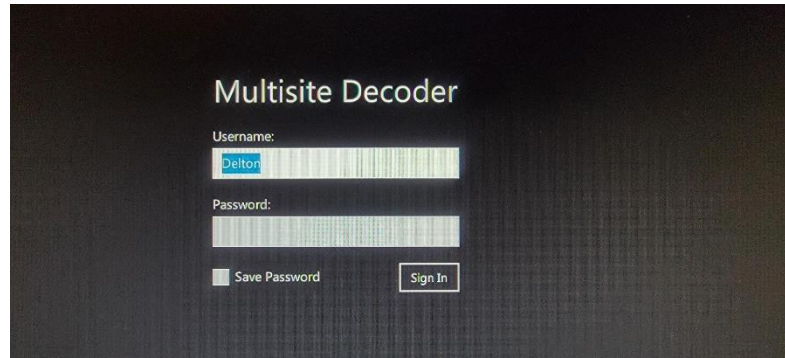 Multisite Decoder
Username:
Delton
Password:
Save Password
Sign In